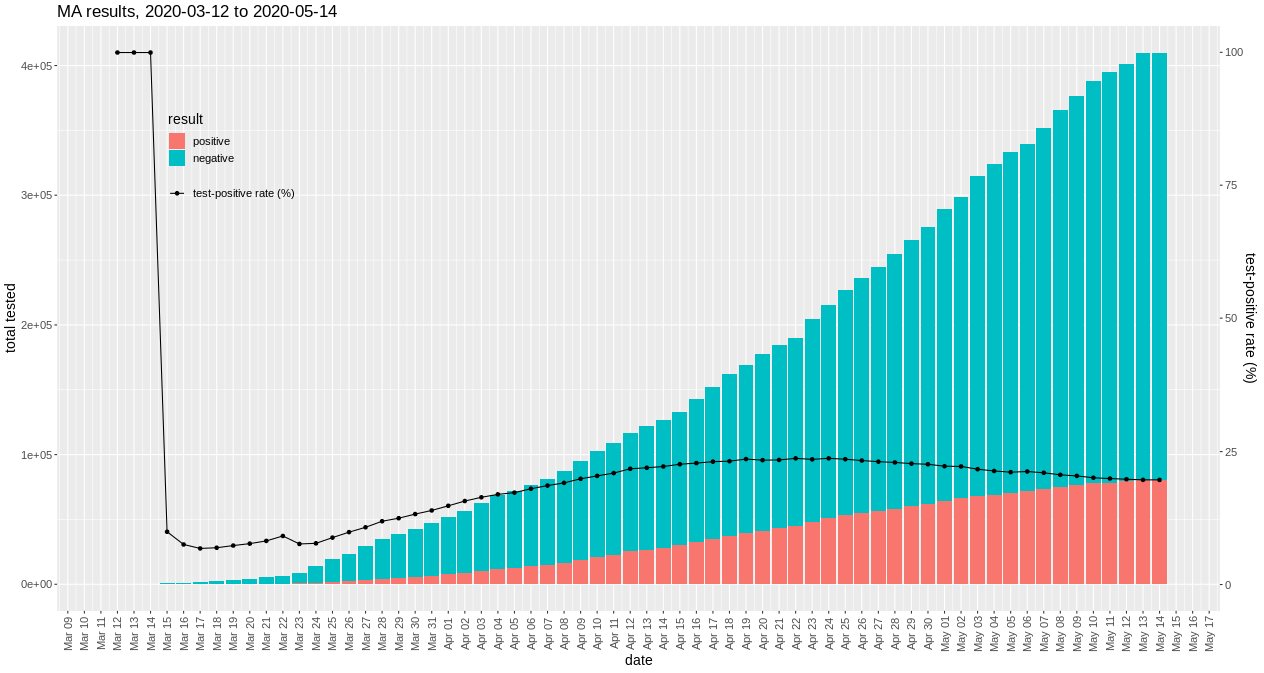 MA results, 2020-03-12 to 2020-05-14
total tested
4e+05
3e+05
2e+05
1e+05
0e+00
result
positive
negative
test-positive rate (%)
100
75
50
25
0
test-positive rate (%)
Mar 09 Mar 10 Mar 11 Mar 12 Mar 13 Mar 14 Mar 15 Mar 16 Mar 17 Mar 18 Mar 19 Mar 20 Mar 21 Mar 22 Mar 23 Mar 24 Mar 25 Mar 26 Mar 27 Mar 28 Mar 29 Mar 30 Mar 31 Apr 01 Apr 02 Apr 03 Apr 04 Apr 05 Apr 06 Apr 07 Apr 08 Apr 09 Apr 10 Apr 11 Apr 12 Apr 13 Apr 14 Apr 15 Apr 16 Apr 17 Apr 18 Apr 19 Apr 20 Apr 21 Apr 22 Apr 23 Apr 24 Apr 25 Apr 26 Apr 27 Apr 28 Apr 29 Apr 30 May 01 May 02 May 03 May 04 May 05 May 06 May 07 May 08 May 09 May 10 May 11 May 12 May 13 May 14 May 15 May 16 May 17
date